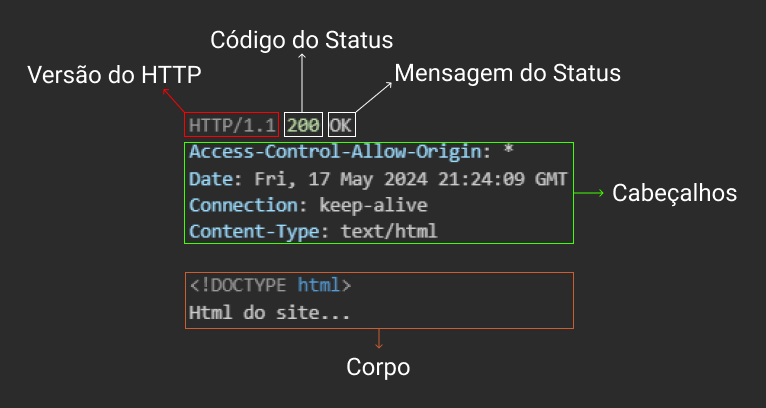 Código do Status
Versão do HTTP
Mensagem do Status
HTTP/1.1 200 OK
Access-Control-Allow-Origin: *
Date: Fri, 17 May 2024 21:24:09 GMT
Connection: keep-alive
Content-Type: text/html
Cabeçalhos
<!DOCTYPE html>
Html do site...
Corpo